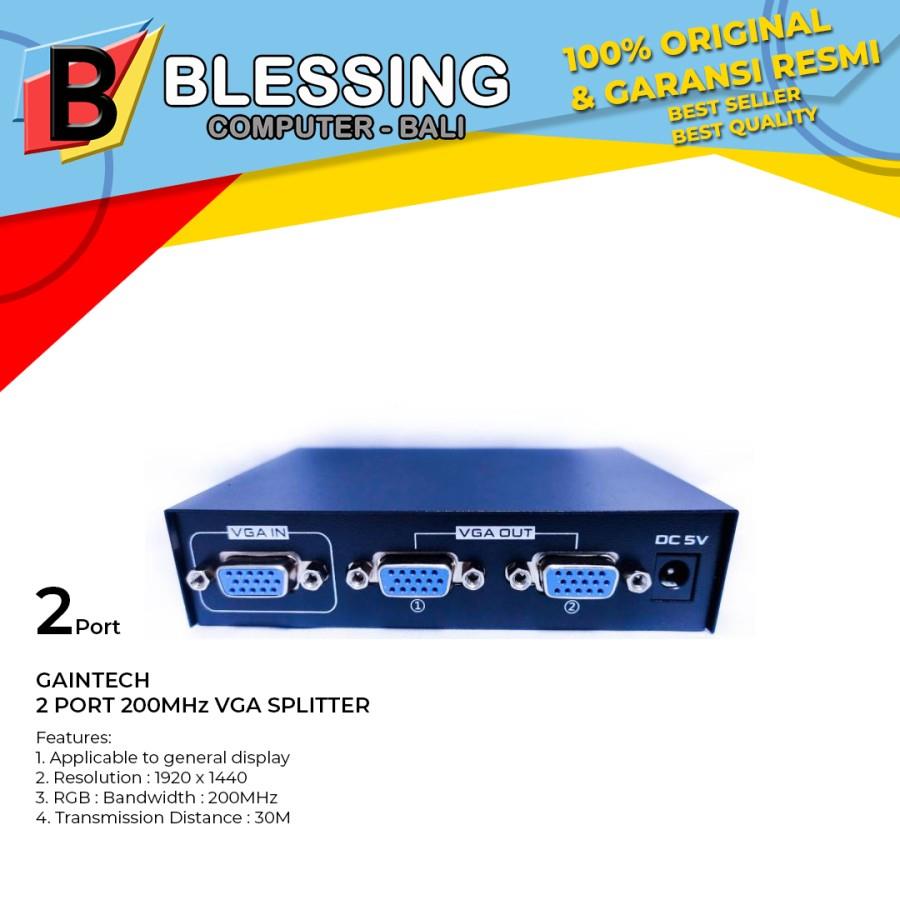 B BLESSING
COMPUTER - BALI
100% ORIGINAL
& GARANSI RESMI
BEST SELLER
BEST QUALITY
VGA IN
VGA OUT
DC 5V
①
②
2 Port
GAINTECH
2 PORT 200MHz VGA SPLITTER
Features:
1. Applicable to general display
2. Resolution : 1920 x 1440
3. RGB : Bandwidth : 200MHz
4. Transmission Distance : 30M